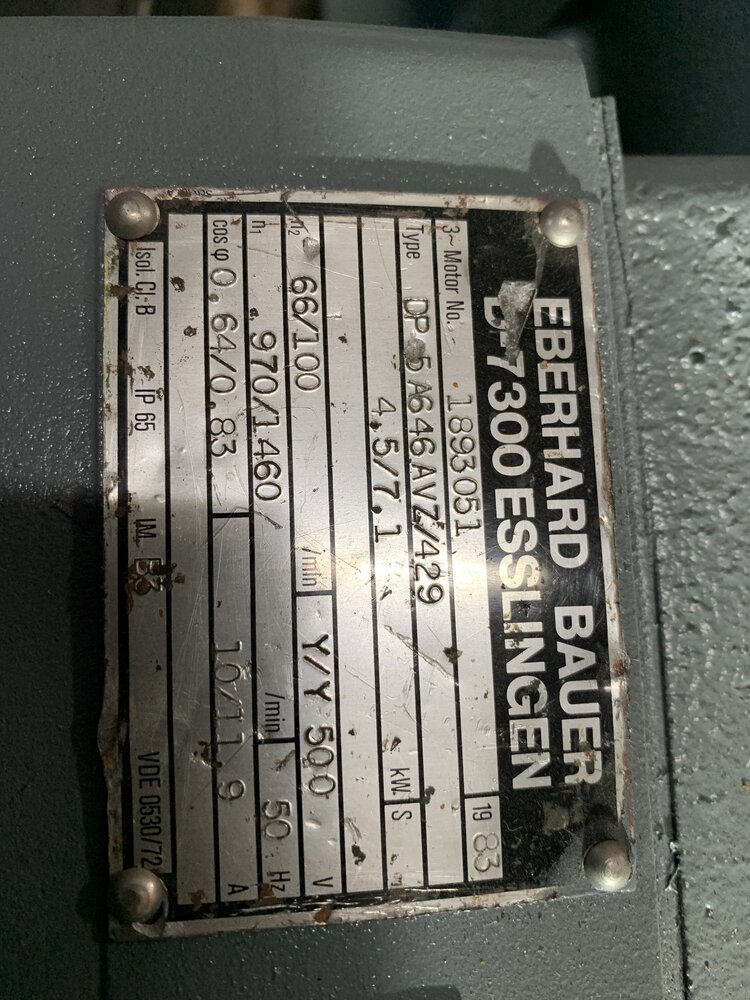 EBERHARD BAUER
D-7300 ESSLINGEN
3~ Motor No. 1893051 19 83
Type DP 5A646AVZ/429
4,5/7,1 kW S
n₂ 66/100 /min Y/Y 500 V
n₁ 970/1460 /min 50 Hz
cos φ 0,64/0,83 10/11,9 A
Isol. Cl. B IP 65 IM B3 VDE 0530/72